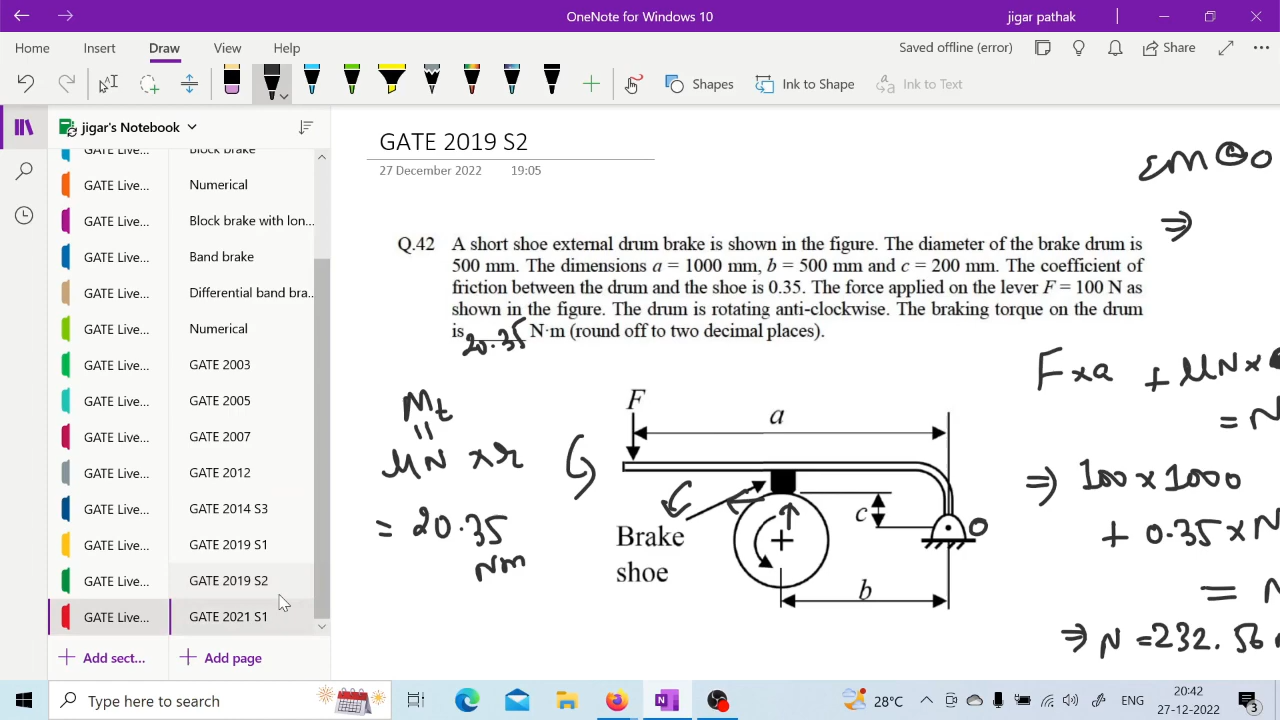 OneNote for Windows 10
jigar pathak
Home Insert Draw View Help
Saved offline (error)
Share
Shapes
Ink to Shape
Ink to Text
jigar's Notebook
GATE Live... Block brake
GATE Live... Numerical
GATE Live... Block brake with lon...
GATE Live... Band brake
GATE Live... Differential band bra...
GATE Live... Numerical
GATE Live... GATE 2003
GATE Live... GATE 2005
GATE Live... GATE 2007
GATE Live... GATE 2012
GATE Live... GATE 2014 S3
GATE Live... GATE 2019 S1
GATE Live... GATE 2019 S2
GATE Live... GATE 2021 S1
Add sect... Add page
GATE 2019 S2
27 December 2022 19:05
Q.42 A short shoe external drum brake is shown in the figure. The diameter of the brake drum is
500 mm. The dimensions a = 1000 mm, b = 500 mm and c = 200 mm. The coefficient of
friction between the drum and the shoe is 0.35. The force applied on the lever F = 100 N as
shown in the figure. The drum is rotating anti-clockwise. The braking torque on the drum
is 20.35 N·m (round off to two decimal places).
Mt
=
μN × r
= 20.35
Nm
F
a
Brake
shoe
c
O
b
ΣM @ O
⇒
F × a + μN ×
= N
⇒ 100 × 1000
+ 0.35 × N
= N
⇒ N = 232.56
Type here to search
28°C
ENG
20:42
27-12-2022
3